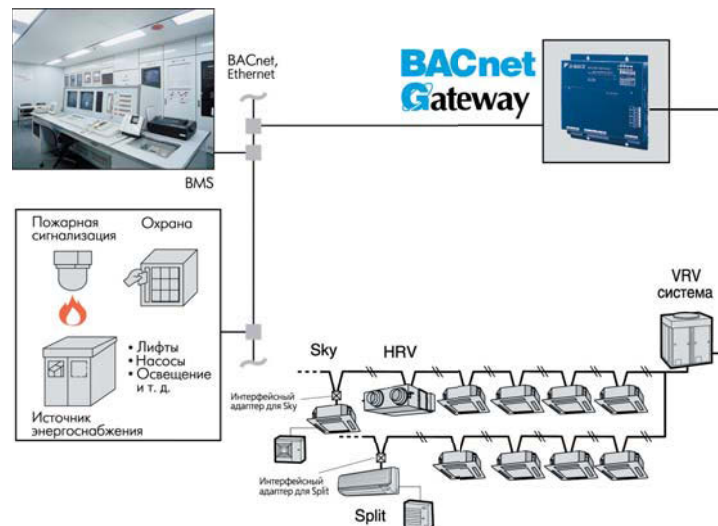 BACnet,
Ethernet
BACnet
Gateway
BMS
Пожарная
сигнализация
Охрана
• Лифты
• Насосы
• Освещение
и т. д.
Источник
энергоснабжения
VRV
система
Sky
HRV
Интерфейсный
адаптер для Sky
Интерфейсный
адаптер для Split
Split